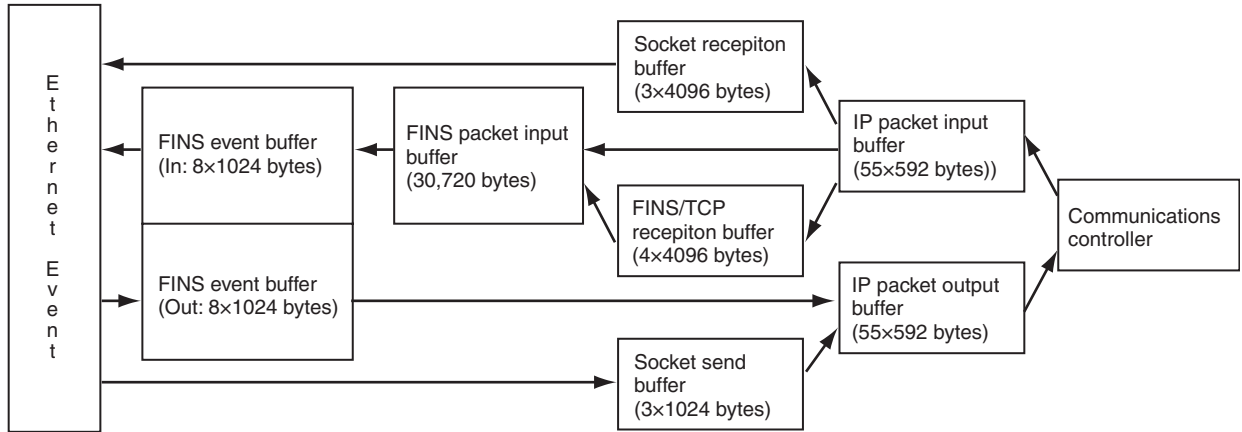 Ethernet Event
Socket recepiton
buffer
(3×4096 bytes)
FINS event buffer
(In: 8×1024 bytes)
FINS packet input
buffer
(30,720 bytes)
IP packet input
buffer
(55×592 bytes))
FINS/TCP
recepiton buffer
(4×4096 bytes)
Communications
controller
FINS event buffer
(Out: 8×1024 bytes)
IP packet output
buffer
(55×592 bytes)
Socket send
buffer
(3×1024 bytes)